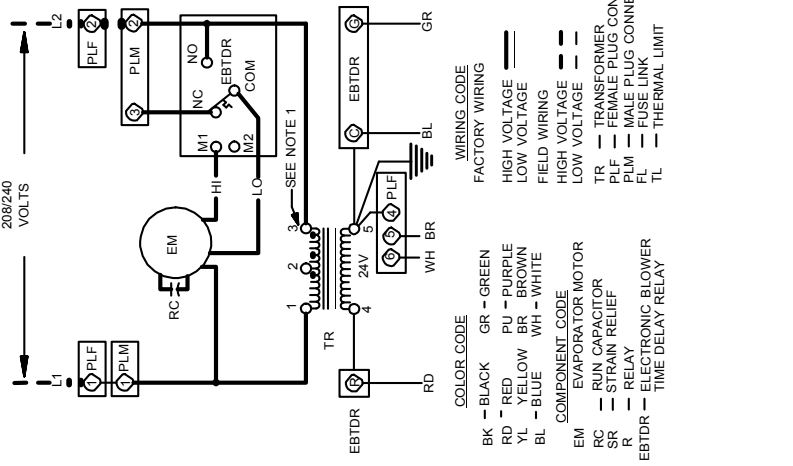 208/240
VOLTS
L1
L2
1
PLF
1
PLM
2
PLF
2
PLM
3
RC
EM
HI
LO
M1
M2
NC
NO
EBTDR
COM
SEE NOTE 1
1
2
3
TR
24V
4
5
R
EBTDR
RD
6
5
4
PLF
WH
BR
C
EBTDR
G
BL
GR
COLOR CODE
BK – BLACK GR – GREEN
RD – RED PU – PURPLE
YL YELLOW BR BROWN
BL – BLUE WH – WHITE
COMPONENT CODE
EM EVAPORATOR MOTOR
RC — RUN CAPACITOR
SR — STRAIN RELIEF
R — RELAY
EBTDR — ELECTRONIC BLOWER
TIME DELAY RELAY
WIRING CODE
FACTORY WIRING
HIGH VOLTAGE
LOW VOLTAGE
FIELD WIRING
HIGH VOLTAGE
LOW VOLTAGE
TR — TRANSFORMER
PLF — FEMALE PLUG CON
PLM — MALE PLUG CONNE
FL — FUSE LINK
TL — THERMAL LIMIT